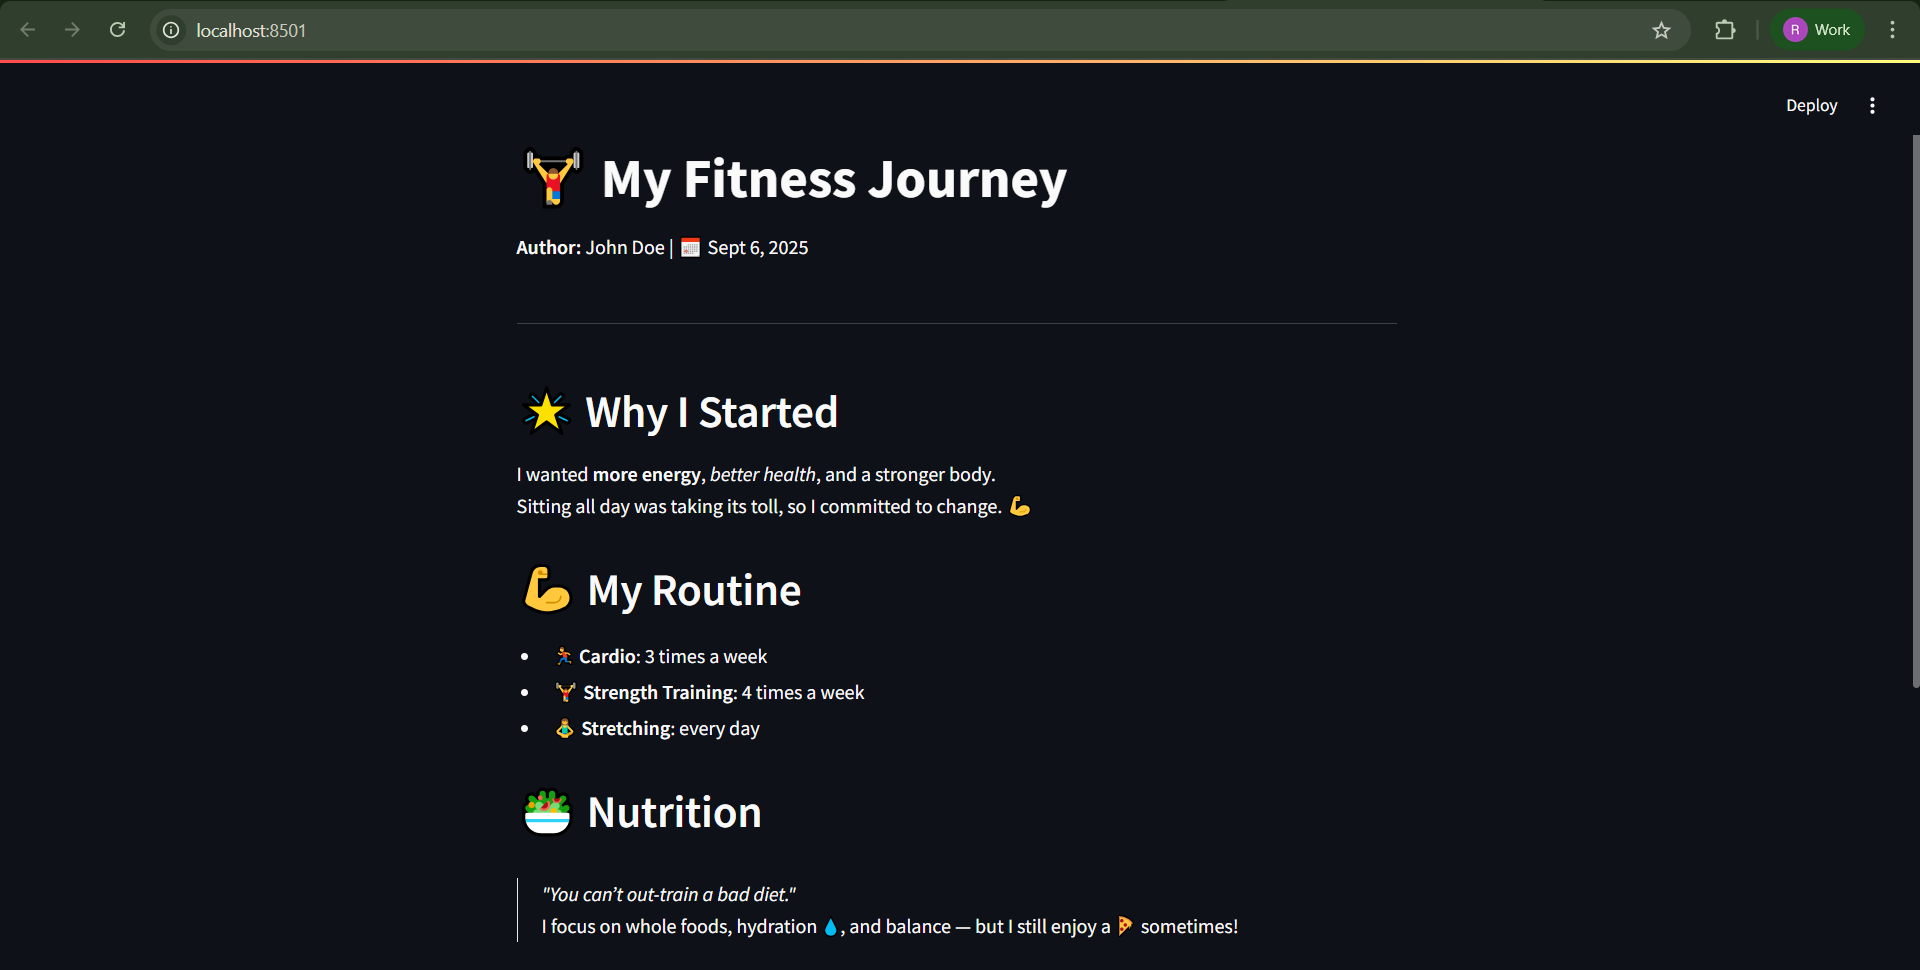 localhost:8501
R Work
Deploy
🏋️ My Fitness Journey
Author: John Doe | 📅 Sept 6, 2025
🌟 Why I Started
I wanted more energy, better health, and a stronger body.
Sitting all day was taking its toll, so I committed to change. 💪
💪 My Routine
• 🏃 Cardio: 3 times a week
• 🏋️ Strength Training: 4 times a week
• 🧘 Stretching: every day
🥗 Nutrition
"You can’t out-train a bad diet."
I focus on whole foods, hydration 💧, and balance — but I still enjoy a 🍕 sometimes!